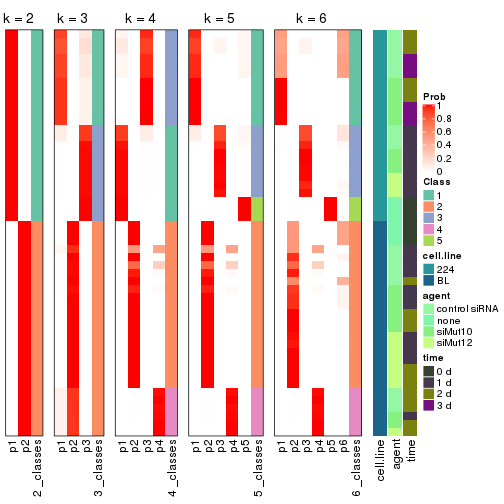 k = 2
k = 3
k = 4
k = 5
k = 6
p1
p2
2_classes
p1
p2
p3
3_classes
p1
p2
p3
p4
4_classes
p1
p2
p3
p4
p5
5_classes
p1
p2
p3
p4
p5
p6
6_classes
cell.line
agent
time
Prob
1
0.8
0.6
0.4
0.2
0
Class
1
2
3
4
5
cell.line
224
BL
agent
control siRNA
none
siMut10
siMut12
time
0 d
1 d
2 d
3 d